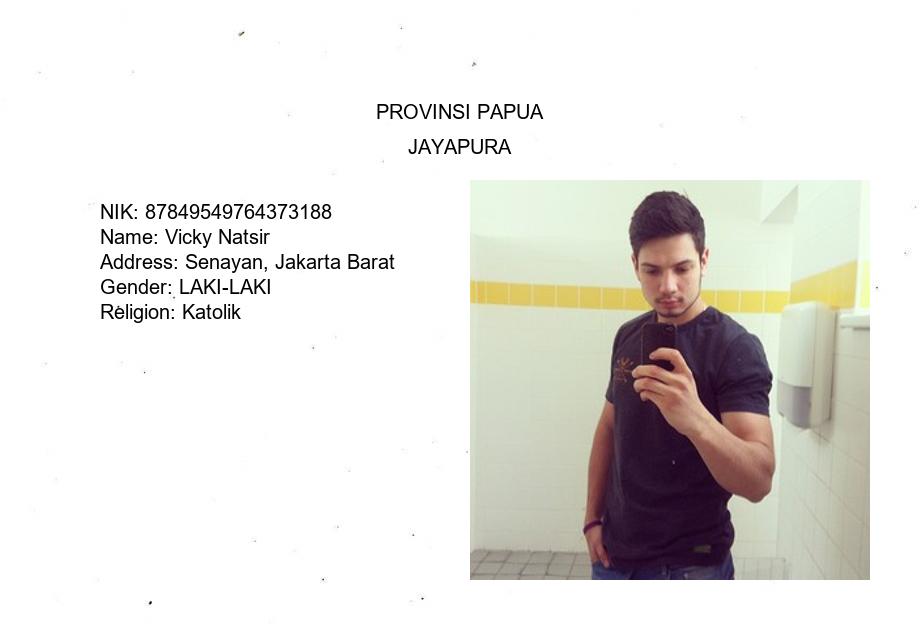 PROVINSI PAPUA
JAYAPURA
NIK: 87849549764373188
Name: Vicky Natsir
Address: Senayan, Jakarta Barat
Gender: LAKI-LAKI
Religion: Katolik